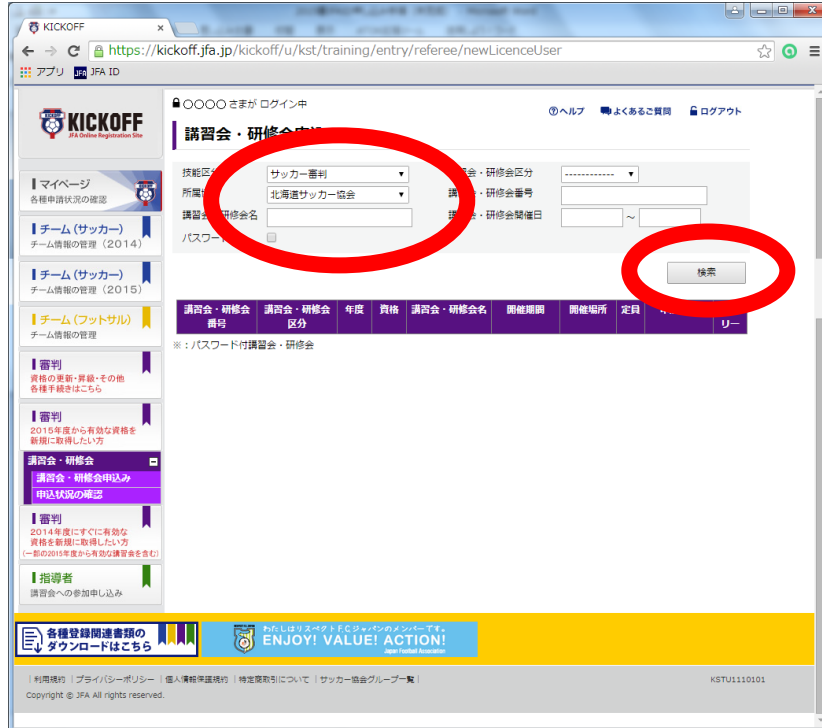 KICKOFF
https://kickoff.jfa.jp/kickoff/u/kst/training/entry/referee/newLicenceUser
アプリ JFA JFA ID
KICKOFF
JFA Online Registration Site
〇〇〇〇 さまが ログイン中
ヘルプ よくあるご質問 ログアウト
講習会・研修会
技能区 サッカー審判 会・研修会区分 ------------
所属 北海道サッカー協会 講習会・研修会番号
講習会・研修会名 講習会・研修会開催日 ~
パスワード
検索
講習会・研修会番号 講習会・研修会区分 年度 資格 講習会・研修会名 開催期間 開催場所 定員 リー
※：パスワード付講習会・研修会
マイページ
各種申請状況の確認
チーム (サッカー)
チーム情報の管理（2014）
チーム (サッカー)
チーム情報の管理（2015）
チーム (フットサル)
チーム情報の管理
審判
資格の更新・昇級・その他
各種手続きはこちら
審判
2015年度から有効な資格を
新規に取得したい方
講習会・研修会
講習会・研修会申込み
申込状況の確認
審判
2014年度にすぐに有効な
資格を新規に取得したい方
(一部の2015年度から有効な講習会を含む)
指導者
講習会への参加申し込み
各種登録関連書類の
ダウンロードはこちら
わたしはリスペクトF.C.ジャパンのメンバーです。
ENJOY! VALUE! ACTION!
Japan Football Association
｜利用規約｜プライバシーポリシー｜個人情報保護規約｜特定商取引について｜サッカー協会グループ一覧｜
KSTU1110101
Copyright © JFA All rights reserved.